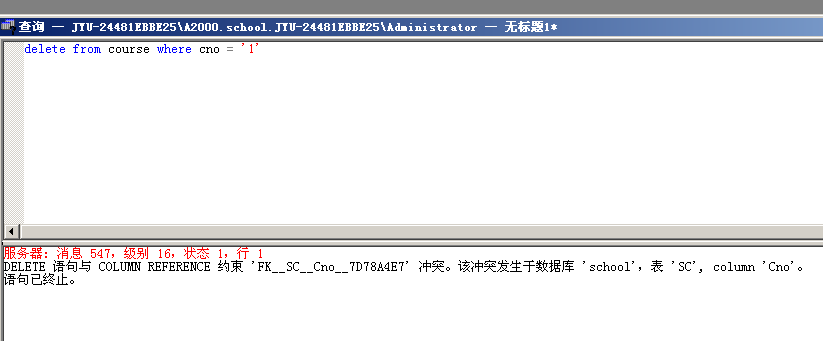 查询 — JYU-24481EBBE25\A2000.school.JYU-24481EBBE25\Administrator — 无标题1*
delete from course where cno = '1'
服务器: 消息 547，级别 16，状态 1，行 1
DELETE 语句与 COLUMN REFERENCE 约束 'FK__SC__Cno__7D78A4E7' 冲突。该冲突发生于数据库 'school'，表 'SC', column 'Cno'。
语句已终止。